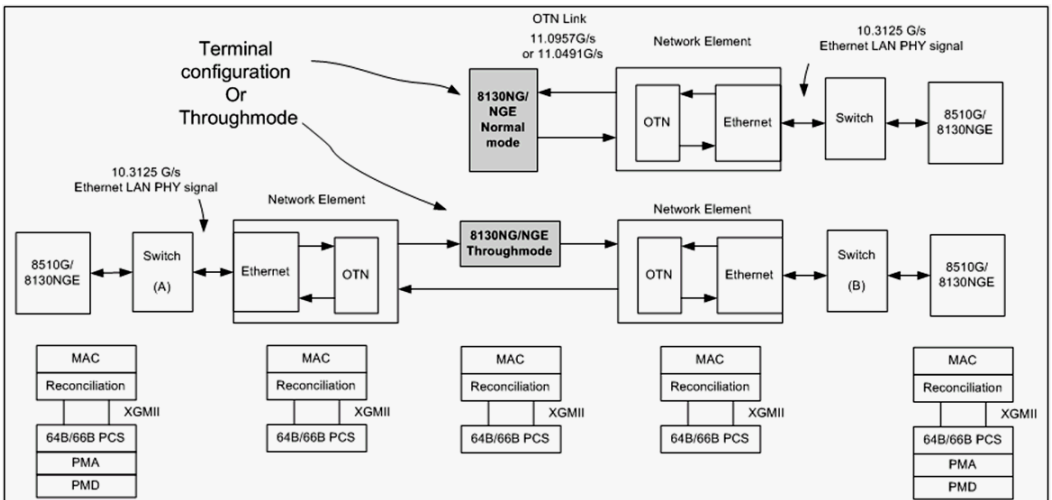 OTN Link
11.0957G/s
or 11.0491G/s
Network Element
10.3125 G/s
Ethernet LAN PHY signal
Terminal
configuration
Or
Throughmode
8130NG/
NGE
Normal
mode
OTN
Ethernet
Switch
8510G/
8130NGE
10.3125 G/s
Ethernet LAN PHY signal
Network Element
Network Element
8510G/
8130NGE
Switch
(A)
Ethernet
OTN
8130NG/NGE
Throughmode
OTN
Ethernet
Switch
(B)
8510G/
8130NGE
MAC
Reconciliation
XGMII
64B/66B PCS
PMA
PMD
MAC
Reconciliation
XGMII
64B/66B PCS
MAC
Reconciliation
XGMII
64B/66B PCS
MAC
Reconciliation
XGMII
64B/66B PCS
MAC
Reconciliation
XGMII
64B/66B PCS
PMA
PMD